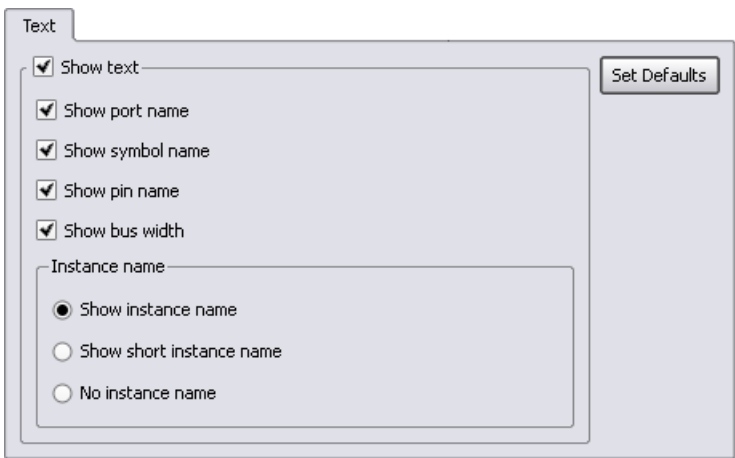 Text
Show text
Set Defaults
Show port name
Show symbol name
Show pin name
Show bus width
Instance name
Show instance name
Show short instance name
No instance name